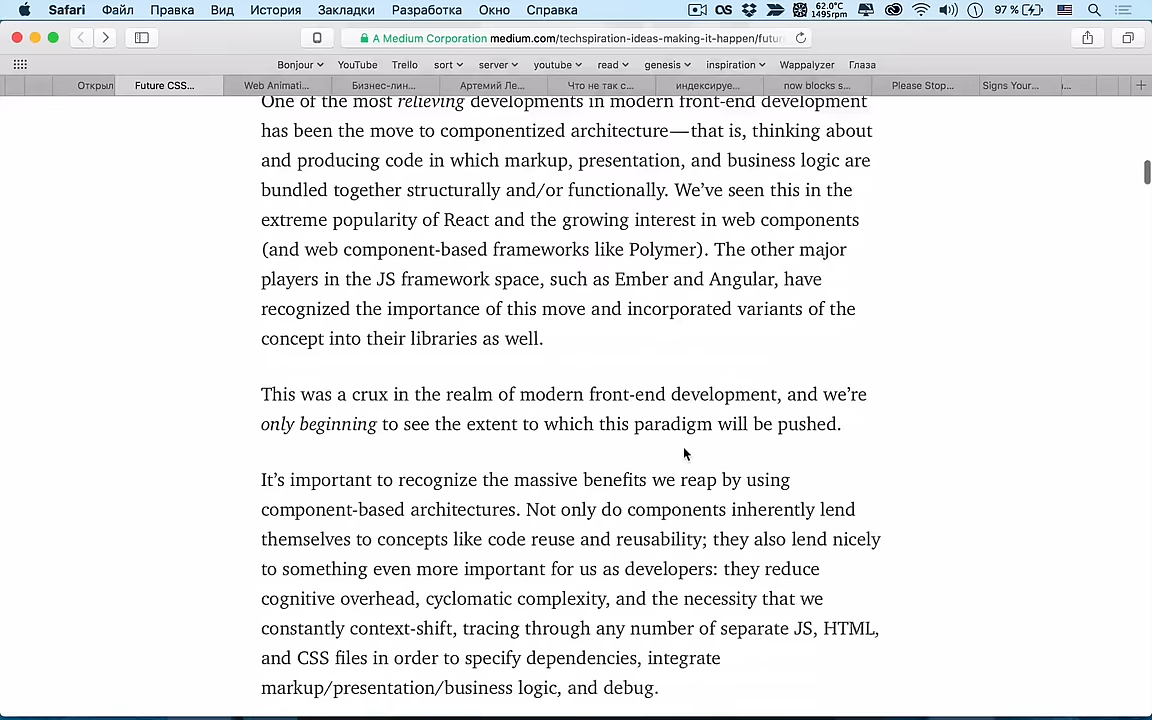 Safari Файл Правка Вид История Закладки Разработка Окно Справка OS 62.0°C 1495rpm 97 %
A Medium Corporation medium.com/techspiration-ideas-making-it-happen/futur
Bonjour YouTube Trello sort server youtube read genesis inspiration Wappalyzer Глаза
Открыл Future CSS... Web Animati... Бизнес-лин... Артемий Ле... Что не так с... индексируе... now blocks s... Please Stop... Signs Your...
One of the most relieving developments in modern front-end development
has been the move to componentized architecture—that is, thinking about
and producing code in which markup, presentation, and business logic are
bundled together structurally and/or functionally. We’ve seen this in the
extreme popularity of React and the growing interest in web components
(and web component-based frameworks like Polymer). The other major
players in the JS framework space, such as Ember and Angular, have
recognized the importance of this move and incorporated variants of the
concept into their libraries as well.
This was a crux in the realm of modern front-end development, and we’re
only beginning to see the extent to which this paradigm will be pushed.
It’s important to recognize the massive benefits we reap by using
component-based architectures. Not only do components inherently lend
themselves to concepts like code reuse and reusability; they also lend nicely
to something even more important for us as developers: they reduce
cognitive overhead, cyclomatic complexity, and the necessity that we
constantly context-shift, tracing through any number of separate JS, HTML,
and CSS files in order to specify dependencies, integrate
markup/presentation/business logic, and debug.